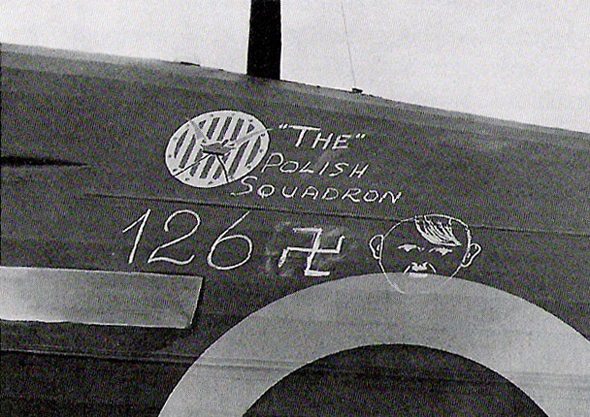 "THE"
POLISH
SQUADRON
126